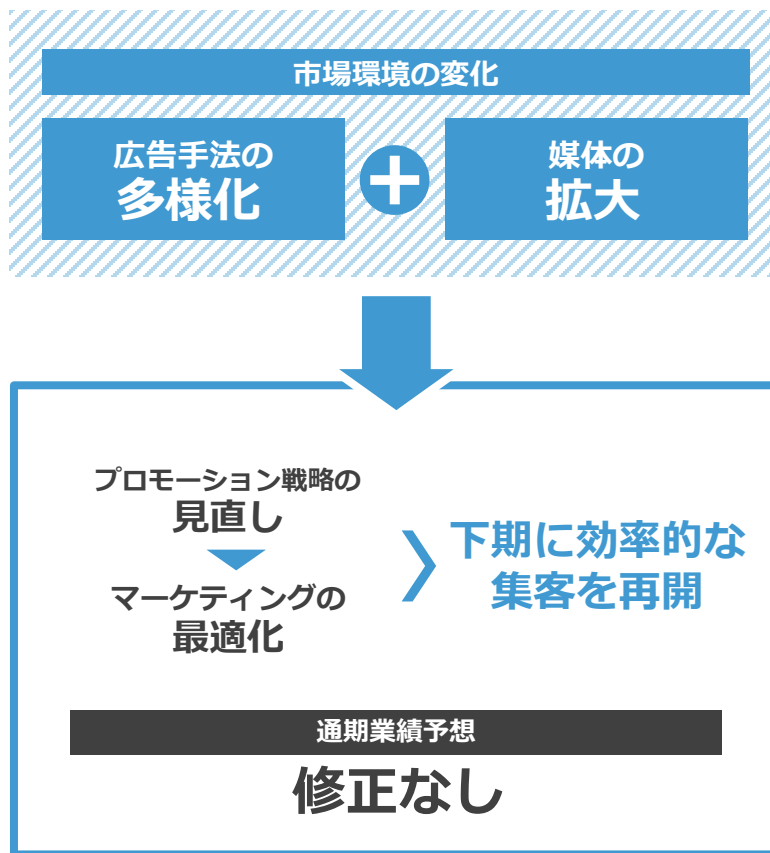 市場環境の変化
広告手法の
多様化
媒体の
拡大
プロモーション戦略の
見直し
マーケティングの
最適化
下期に効率的な
集客を再開
通期業績予想
修正なし